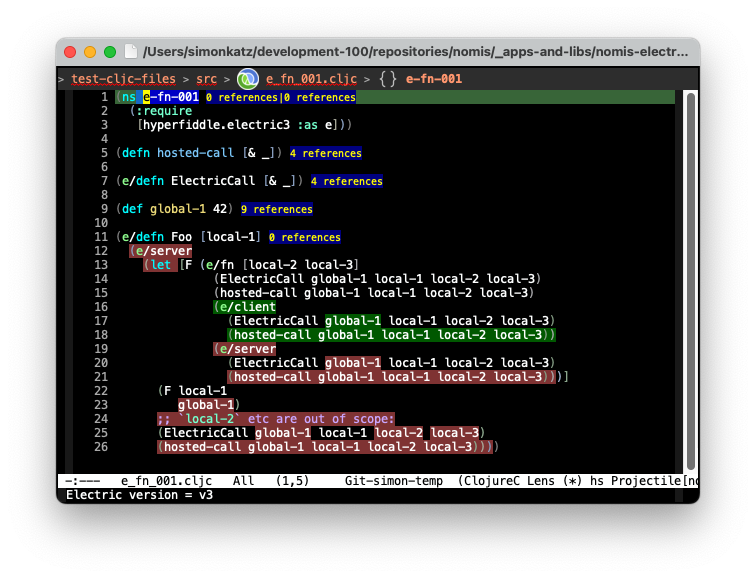 /Users/simonkatz/development-100/repositories/nomis/_apps-and-libs/nomis-electr...
> test-cljc-files > src > e_fn_001.cljc > {} e-fn-001
1 (ns e-fn-001 0 references|0 references
2 (:require
3 [hyperfiddle.electric3 :as e]))
4
5 (defn hosted-call [& _]) 4 references
6
7 (e/defn ElectricCall [& _]) 4 references
8
9 (def global-1 42) 9 references
10
11 (e/defn Foo [local-1] 0 references
12 (e/server
13 (let [F (e/fn [local-2 local-3]
14 (ElectricCall global-1 local-1 local-2 local-3)
15 (hosted-call global-1 local-1 local-2 local-3)
16 (e/client
17 (ElectricCall global-1 local-1 local-2 local-3)
18 (hosted-call global-1 local-1 local-2 local-3))
19 (e/server
20 (ElectricCall global-1 local-1 local-2 local-3)
21 (hosted-call global-1 local-1 local-2 local-3)))]
22 (F local-1
23 global-1)
24 ;; `local-2` etc are out of scope:
25 (ElectricCall global-1 local-1 local-2 local-3)
26 (hosted-call global-1 local-1 local-2 local-3))))
-:--- e_fn_001.cljc All (1,5) Git-simon-temp (ClojureC Lens (*) hs Projectile[no
Electric version = v3